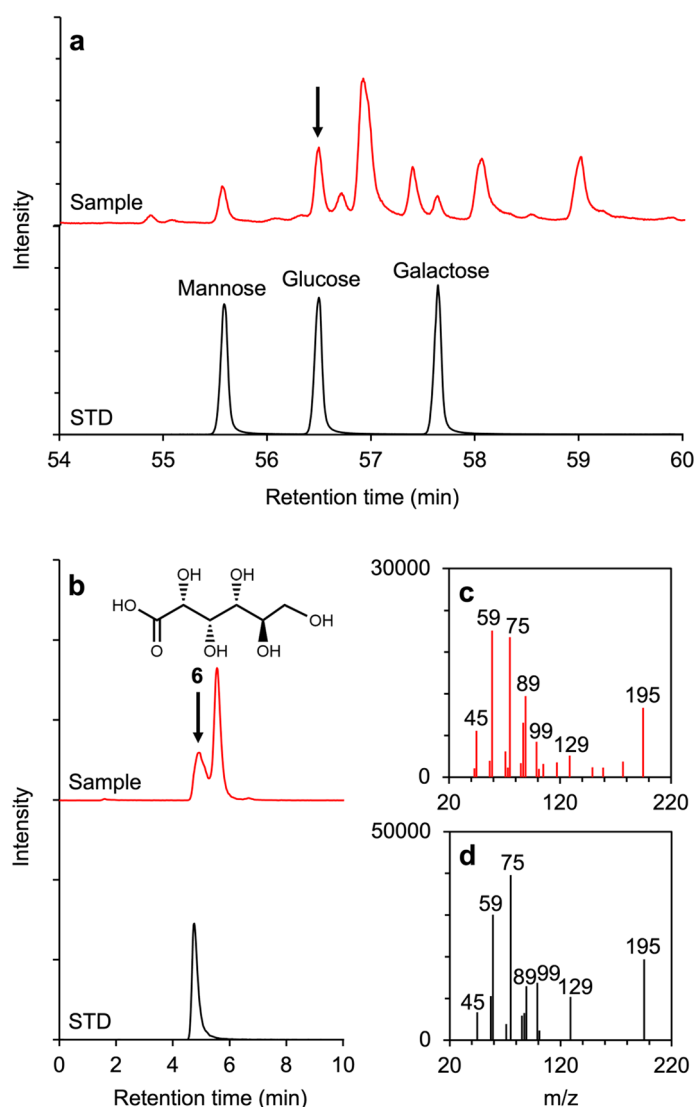 a
Intensity
Sample
Mannose
Glucose
Galactose
STD
54 55 56 57 58 59 60
Retention time (min)
b
OH OH
HO
OH
O OH OH
6
Intensity
Sample
STD
0 2 4 6 8 10
Retention time (min)
30000
c
59
75
89
195
45
99
129
0
20 120 220
50000
d
75
59
195
89
99
129
45
0
20 120 220
m/z